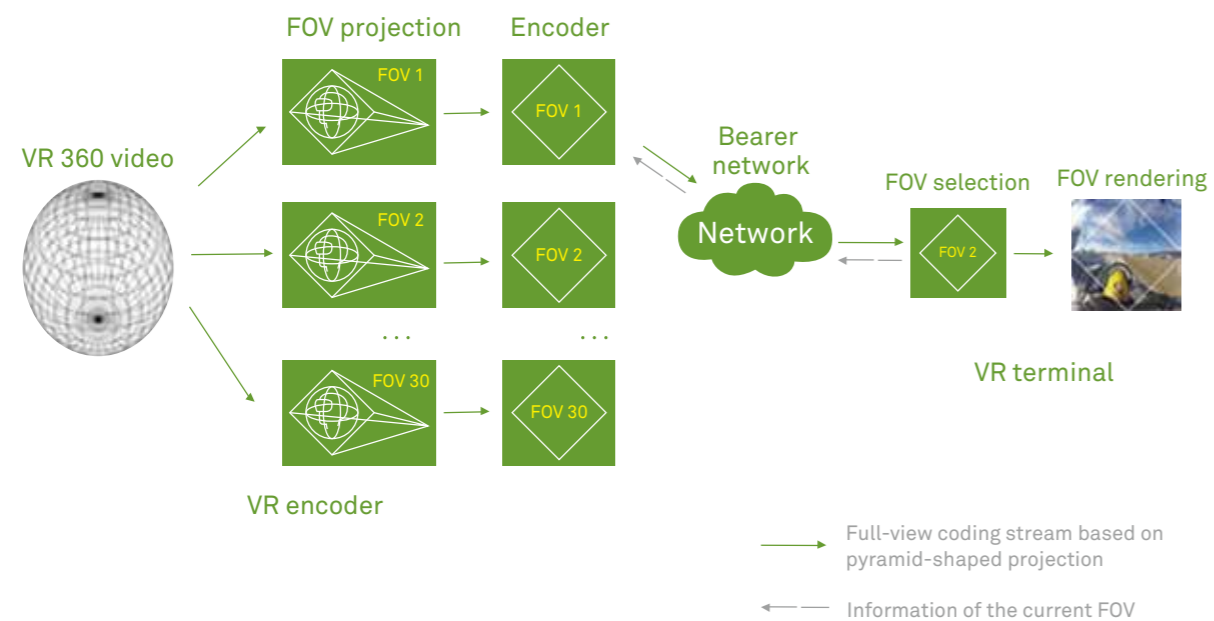 FOV projection
Encoder
FOV 1
FOV 1
VR 360 video
Bearer
network
FOV 2
FOV 2
Network
FOV selection
FOV rendering
FOV 2
...
...
FOV 30
FOV 30
VR terminal
VR encoder
Full-view coding stream based on
pyramid-shaped projection
Information of the current FOV